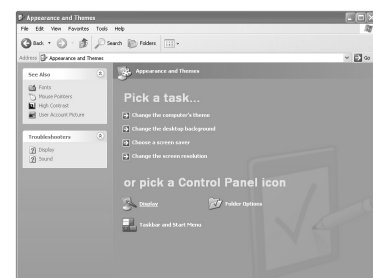 Appearance and Themes
File Edit View Favorites Tools Help
Back Search Folders
Address Appearance and Themes Go
See Also
Fonts
Mouse Pointers
High Contrast
User Account Picture
Troubleshooters
Display
Sound
Appearance and Themes
Pick a task...
Change the computer's theme
Change the desktop background
Choose a screen saver
Change the screen resolution
or pick a Control Panel icon
Display Folder Options
Taskbar and Start Menu